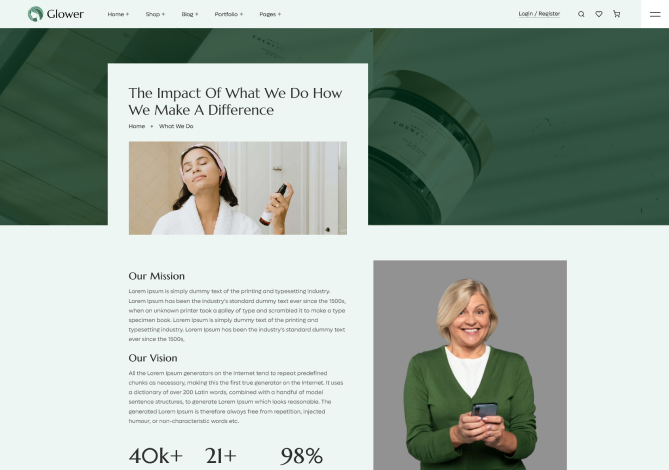 Glower
Home + Shop + Blog + Portfolio + Pages +
Login / Register
The Impact Of What We Do How
We Make A Difference
Home + What We Do
Our Mission
Lorem Ipsum is simply dummy text of the printing and typesetting industry.
Lorem Ipsum has been the industry's standard dummy text ever since the 1500s,
when an unknown printer took a galley of type and scrambled it to make a type
specimen book. Lorem Ipsum is simply dummy text of the printing and
typesetting industry. Lorem Ipsum has been the industry's standard dummy text
ever since the 1500s,
Our Vision
All the Lorem Ipsum generators on the Internet tend to repeat predefined
chunks as necessary, making this the first true generator on the Internet. It uses
a dictionary of over 200 Latin words, combined with a handful of model
sentence structures, to generate Lorem Ipsum which looks reasonable. The
generated Lorem Ipsum is therefore always free from repetition, injected
humour, or non-characteristic words etc.
40k+ 21+ 98%